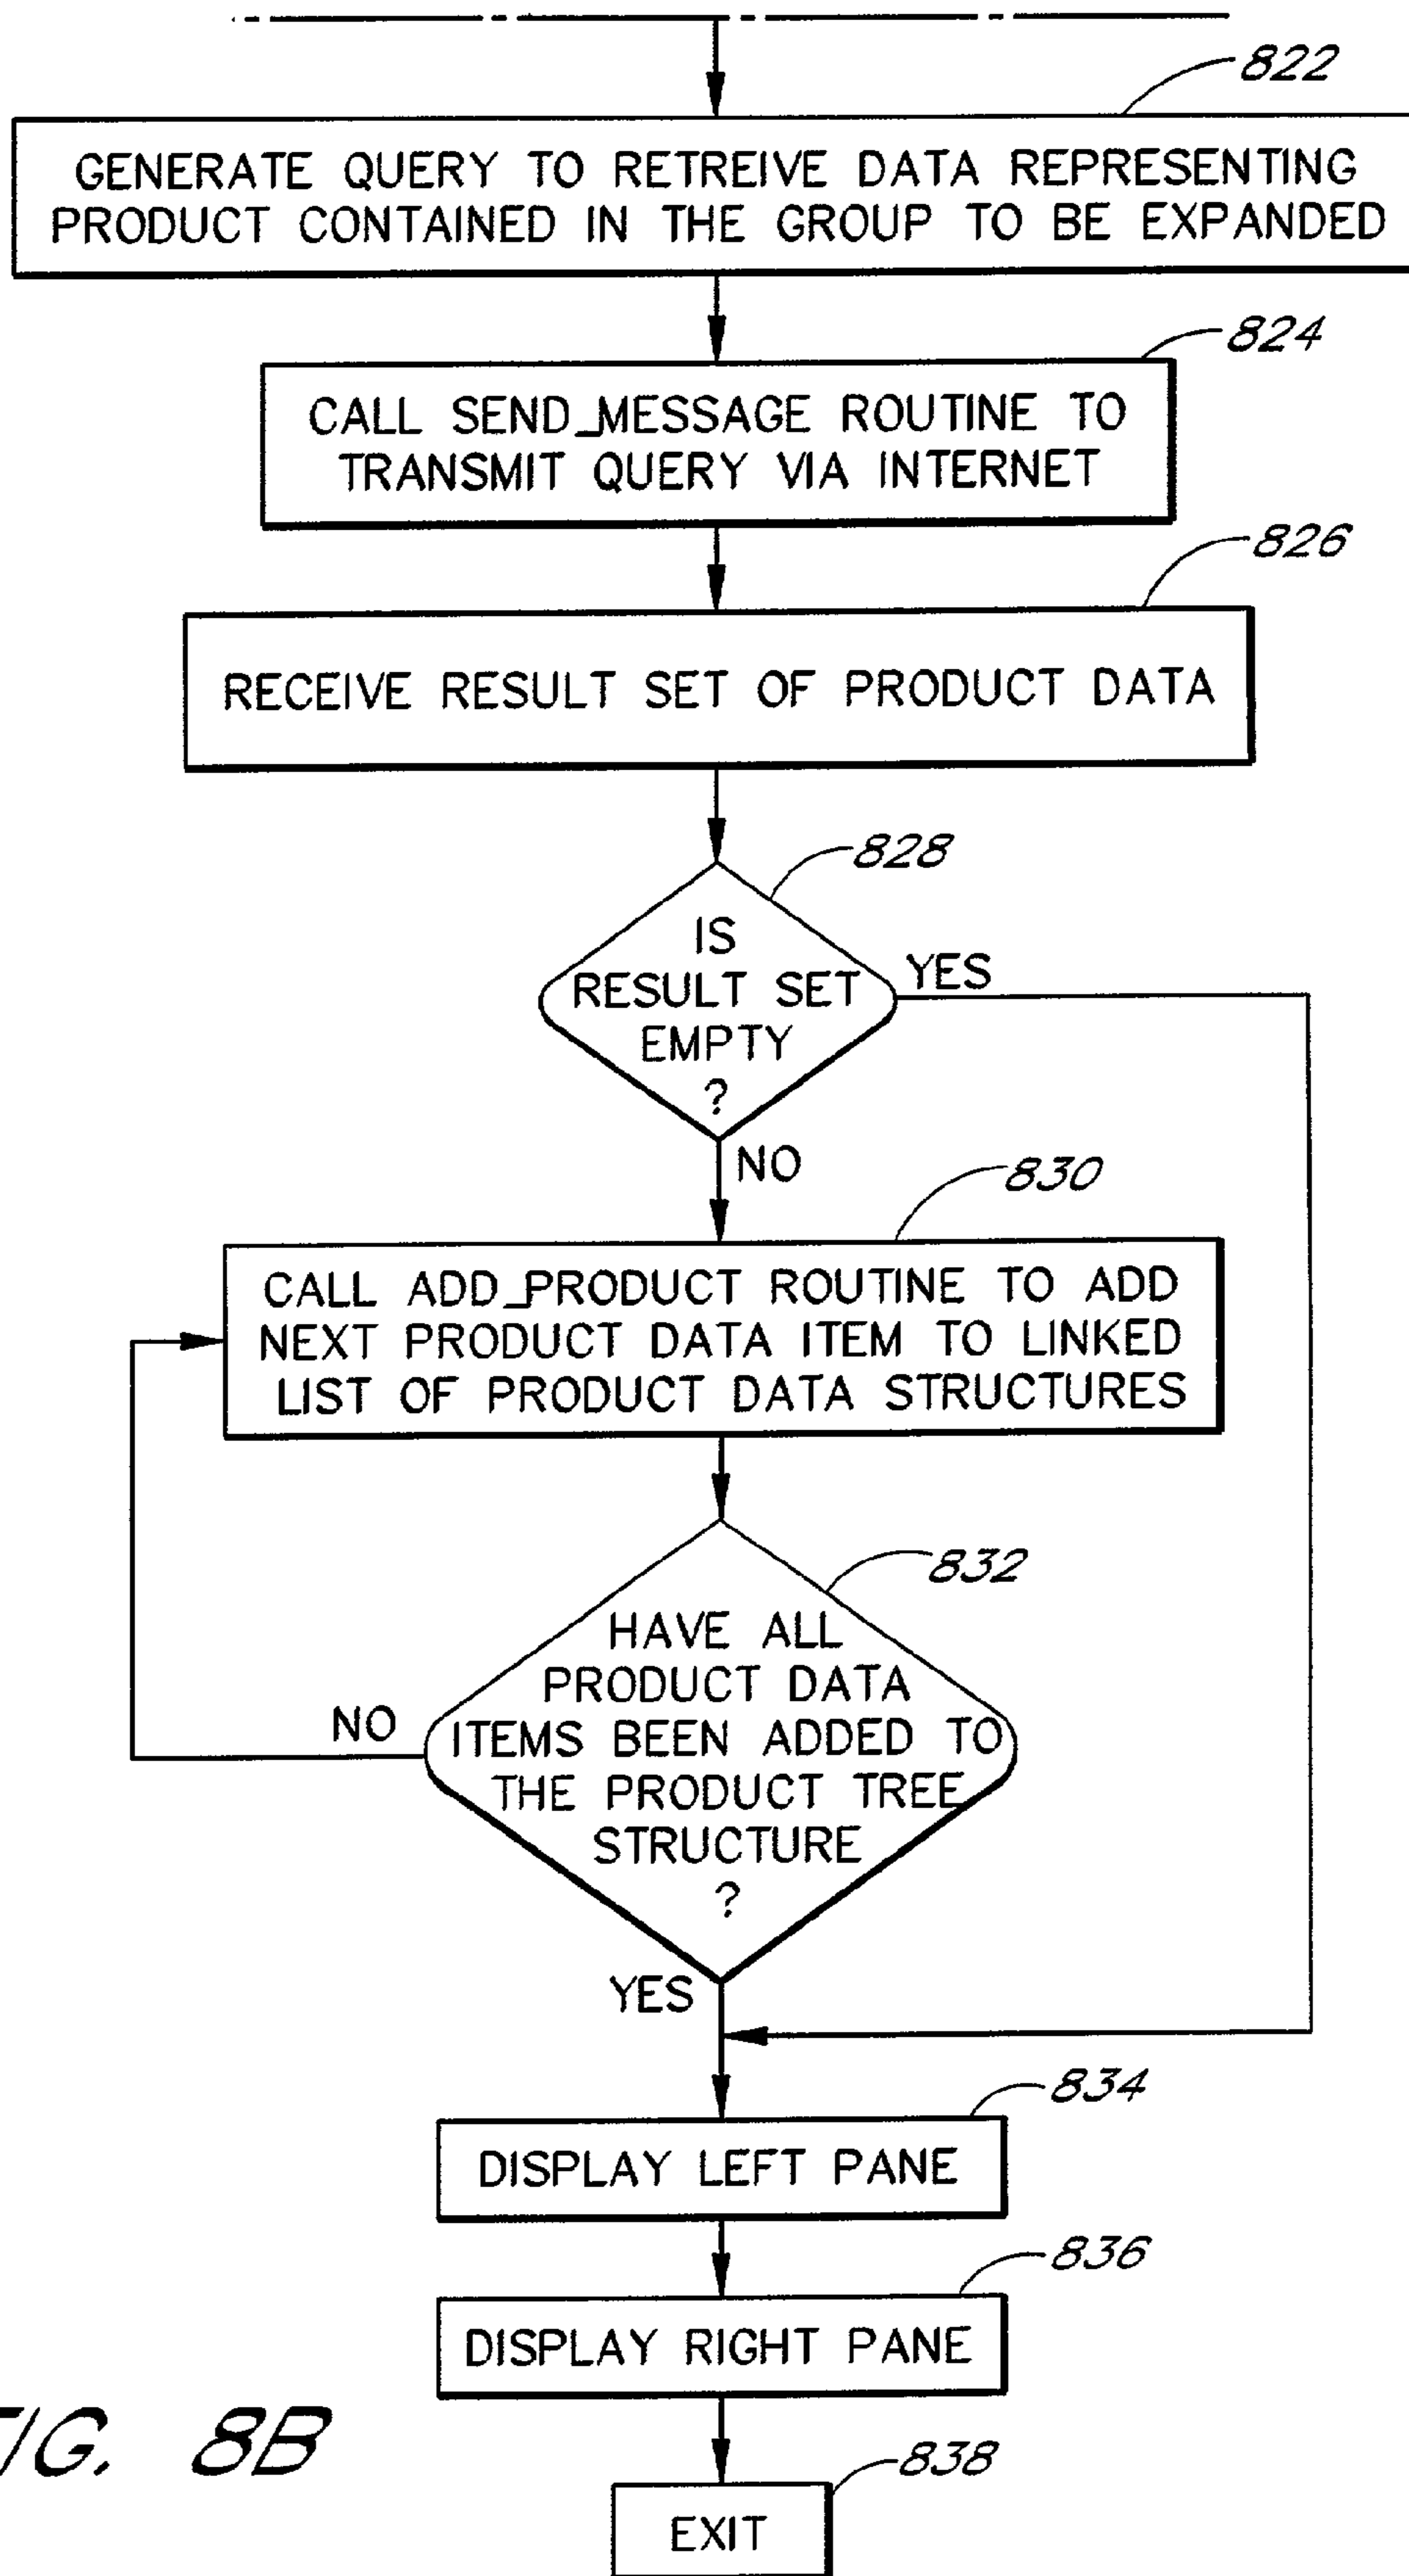 822
GENERATE QUERY TO RETREIVE DATA REPRESENTING
PRODUCT CONTAINED IN THE GROUP TO BE EXPANDED
824
CALL SEND_MESSAGE ROUTINE TO
TRANSMIT QUERY VIA INTERNET
826
RECEIVE RESULT SET OF PRODUCT DATA
828
IS
RESULT SET
EMPTY
?
YES
NO
830
CALL ADD_PRODUCT ROUTINE TO ADD
NEXT PRODUCT DATA ITEM TO LINKED
LIST OF PRODUCT DATA STRUCTURES
832
HAVE ALL
PRODUCT DATA
ITEMS BEEN ADDED TO
THE PRODUCT TREE
STRUCTURE
?
NO
YES
834
DISPLAY LEFT PANE
836
DISPLAY RIGHT PANE
838
EXIT
IG. 8B